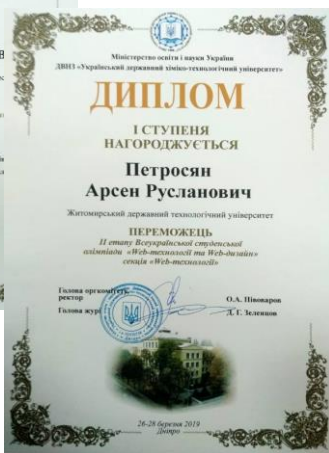 Міністерство освіти і науки України
ДВНЗ «Український державний хіміко-технологічний університет»
ДИПЛОМ
І СТУПЕНЯ
НАГОРОДЖУЄТЬСЯ
Петросян
Арсен Русланович
Житомирський державний технологічний університет
ПЕРЕМОЖЕЦЬ
ІІ етапу Всеукраїнської студентської
олімпіади «Web-технології та Web-дизайн»
секція «Web-технології»
Голова оргкомітету,
ректор
О.А. Півоваров
Голова журі
Д. Г. Зеленцов
26-28 березня 2019
Дніпро